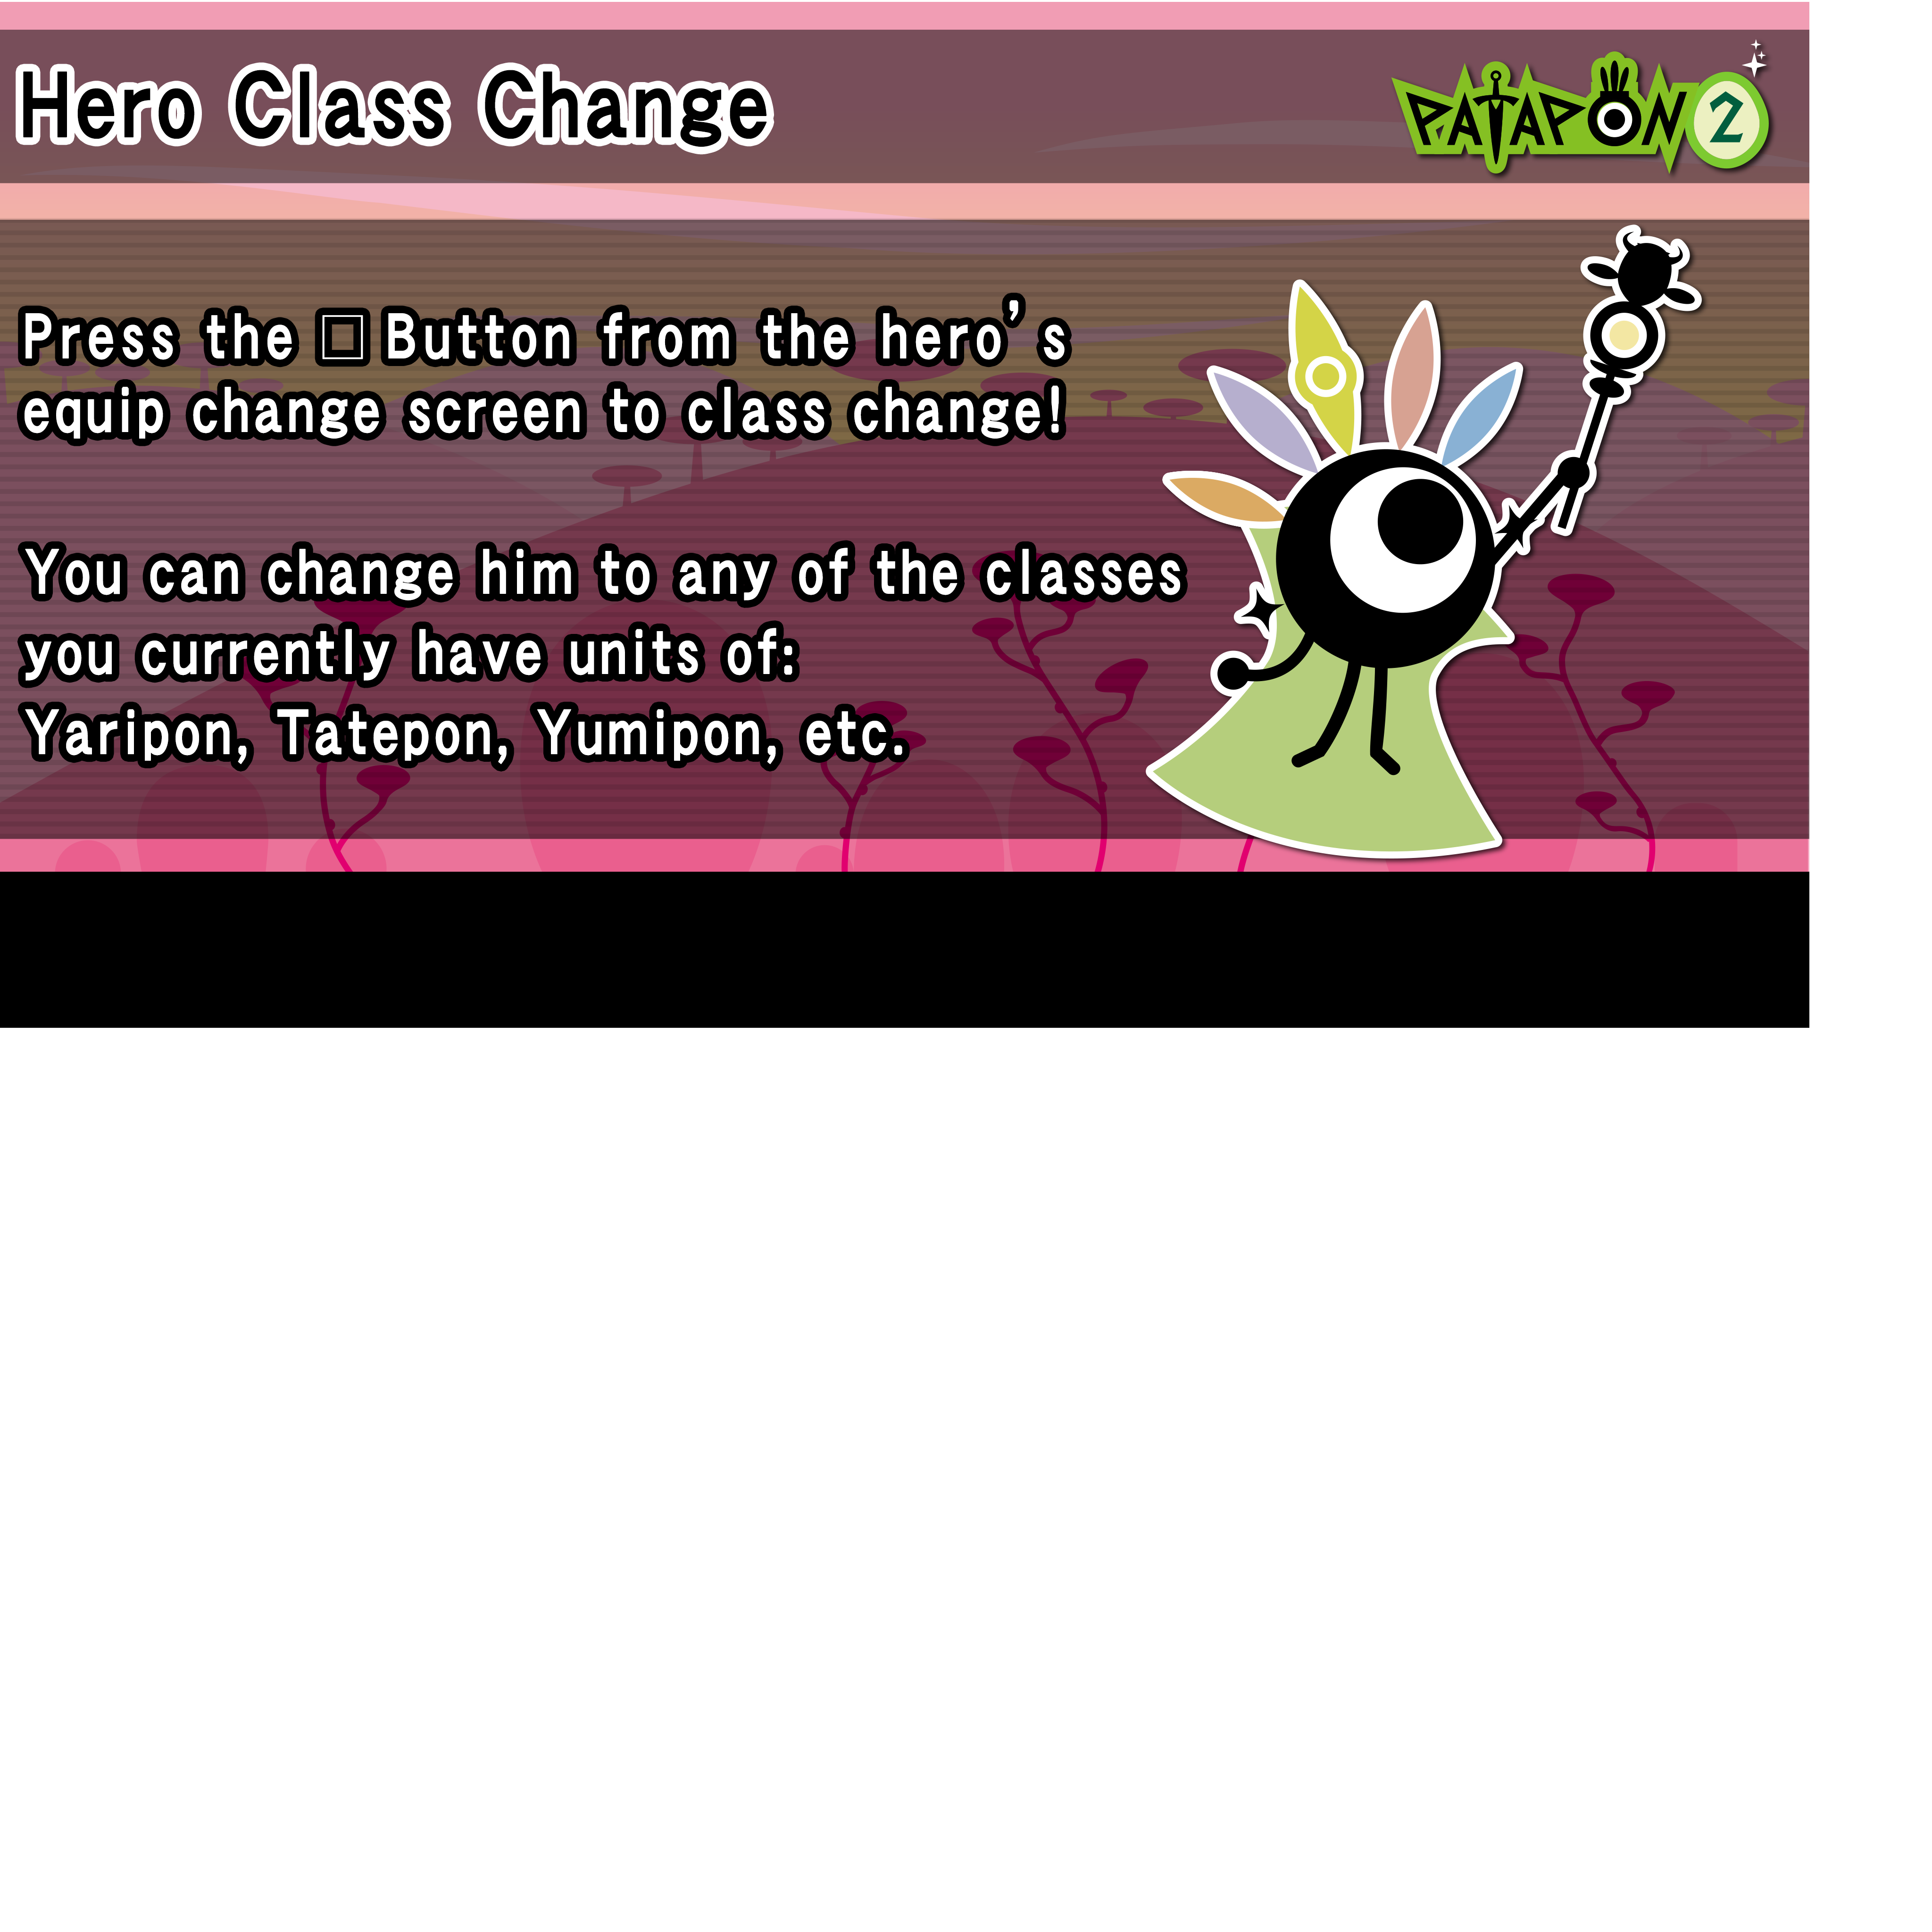 Hero Class Change
PATAPON 2
Press the □ Button from the hero's
equip change screen to class change!
You can change him to any of the classes
you currently have units of:
Yaripon, Tatepon, Yumipon, etc.